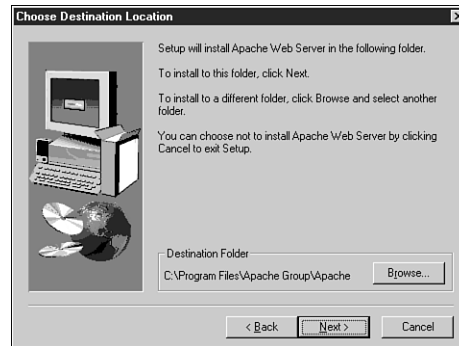 Choose Destination Location
Setup will install Apache Web Server in the following folder.
To install to this folder, click Next.
To install to a different folder, click Browse and select another
folder.
You can choose not to install Apache Web Server by clicking
Cancel to exit Setup.
Destination Folder
C:\Program Files\Apache Group\Apache
Browse...
< Back
Next >
Cancel